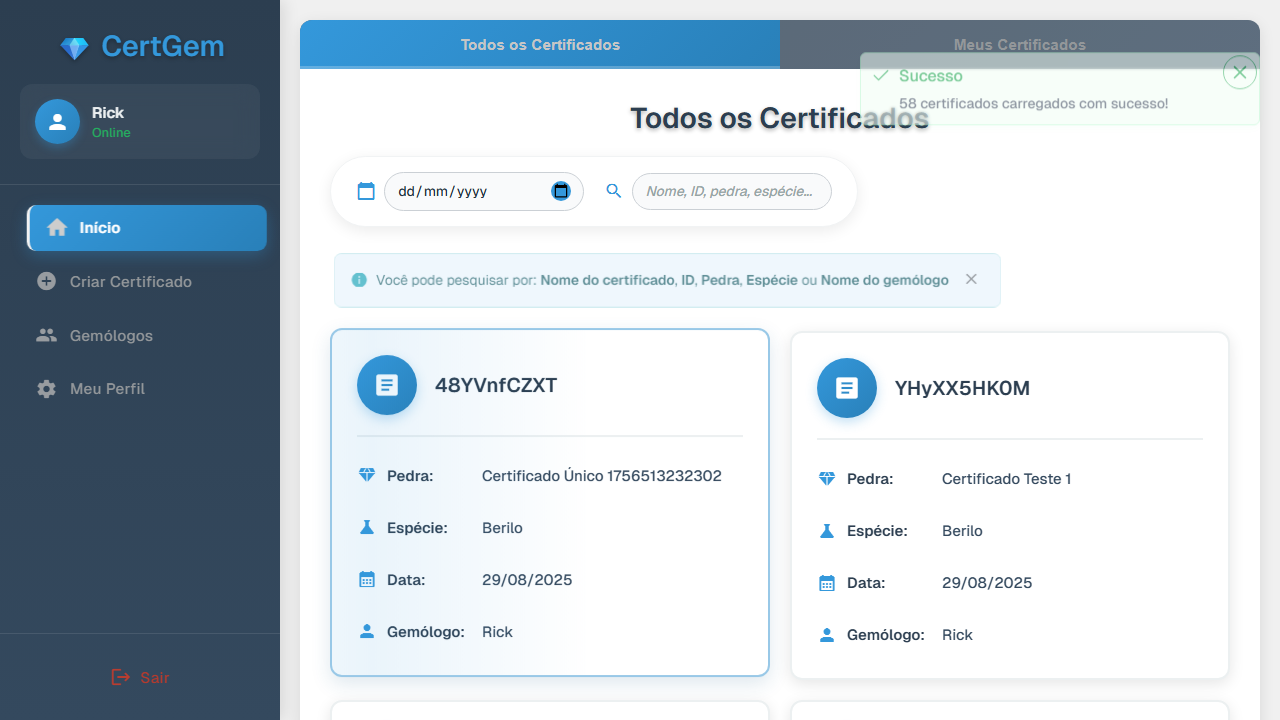 CertGem
Rick
Online
Início
Criar Certificado
Gemólogos
Meu Perfil
Sair
Todos os Certificados
Meus Certificados
Sucesso
58 certificados carregados com sucesso!
Todos os Certificados
dd/mm/yyyy
Nome, ID, pedra, espécie...
Você pode pesquisar por: Nome do certificado, ID, Pedra, Espécie ou Nome do gemólogo
48YVnfCZXT
Pedra: Certificado Único 1756513232302
Espécie: Berilo
Data: 29/08/2025
Gemólogo: Rick
YHyXX5HK0M
Pedra: Certificado Teste 1
Espécie: Berilo
Data: 29/08/2025
Gemólogo: Rick